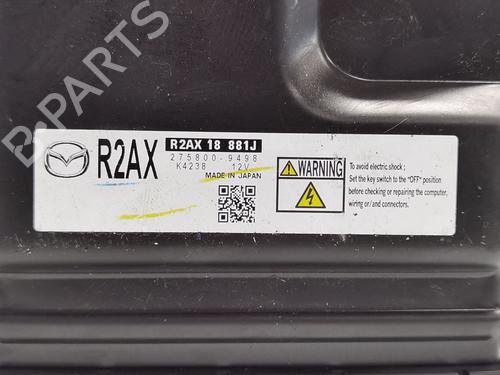 R2AX
R2AX 18 881J
275800-9498
K4238 12V
MADE IN JAPAN
WARNING
To avoid electric shock ;
Set the key switch to the "OFF" position
before checking or repairing the computer,
wiring or/and connectors.
B-PARTS